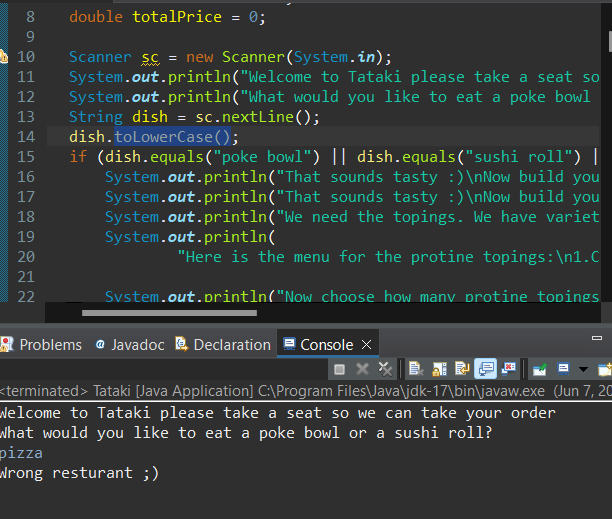 8 double totalPrice = 0;
9
10 Scanner sc = new Scanner(System.in);
11 System.out.println("Welcome to Tataki please take a seat so
12 System.out.println("What would you like to eat a poke bowl
13 String dish = sc.nextLine();
14 dish.toLowerCase();
15 if (dish.equals("poke bowl") || dish.equals("sushi roll") |
16 System.out.println("That sounds tasty :)\nNow build you
17 System.out.println("That sounds tasty :)\nNow build you
18 System.out.println("We need the topings. We have variet
19 System.out.println(
20 "Here is the menu for the protine topings:\n1.C
21
22 System.out.println("Now choose how many protine topings
Problems @ Javadoc Declaration Console
<terminated> Tataki [Java Application] C:\Program Files\Java\jdk-17\bin\javaw.exe (Jun 7, 20
Welcome to Tataki please take a seat so we can take your order
What would you like to eat a poke bowl or a sushi roll?
pizza
Wrong resturant ;)